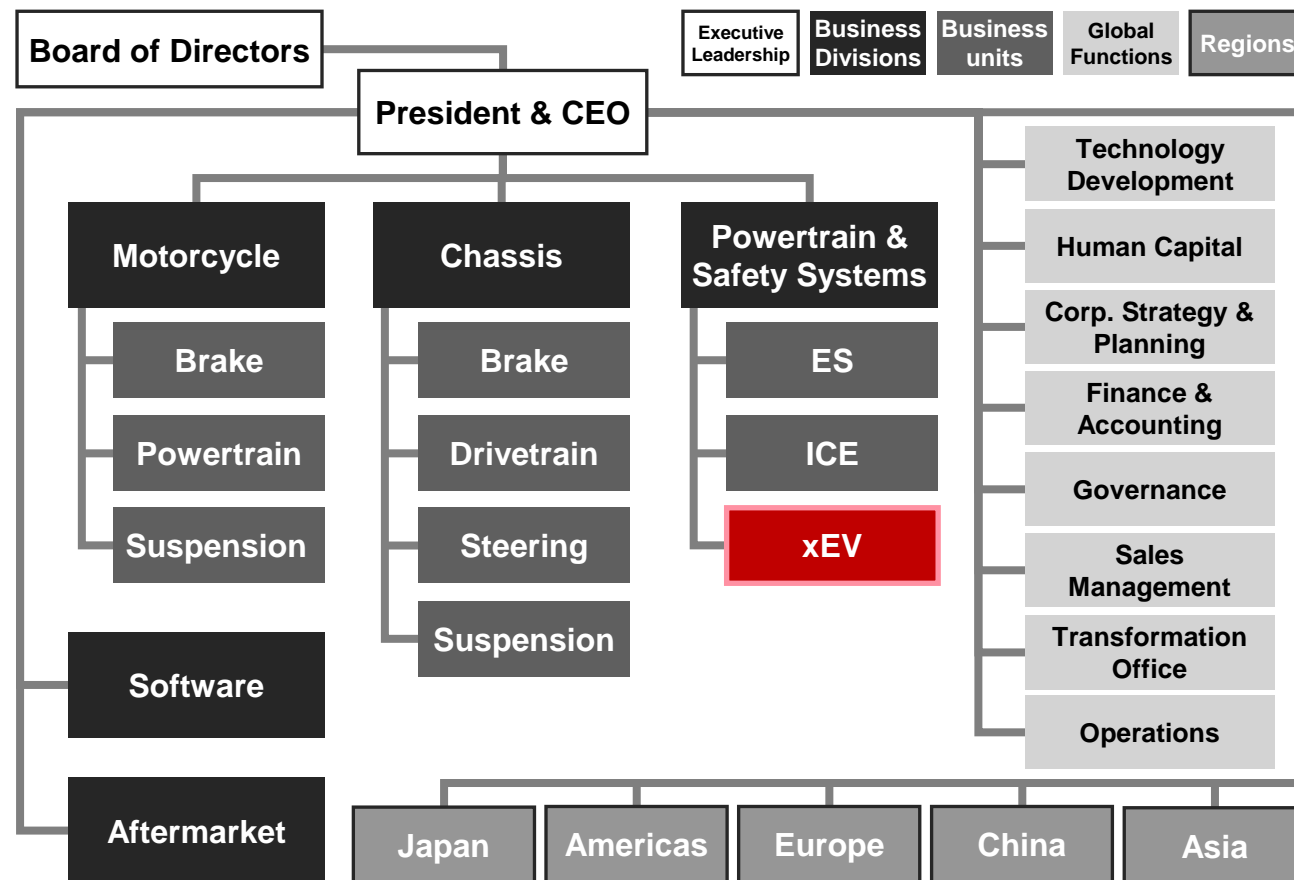 Board of Directors
Executive
Leadership
Business
Divisions
Business
units
Global
Functions
Regions
President & CEO
Motorcycle
Brake
Powertrain
Suspension
Chassis
Brake
Drivetrain
Steering
Suspension
Powertrain &
Safety Systems
ES
ICE
xEV
Software
Aftermarket
Technology
Development
Human Capital
Corp. Strategy &
Planning
Finance &
Accounting
Governance
Sales
Management
Transformation
Office
Operations
Japan
Americas
Europe
China
Asia